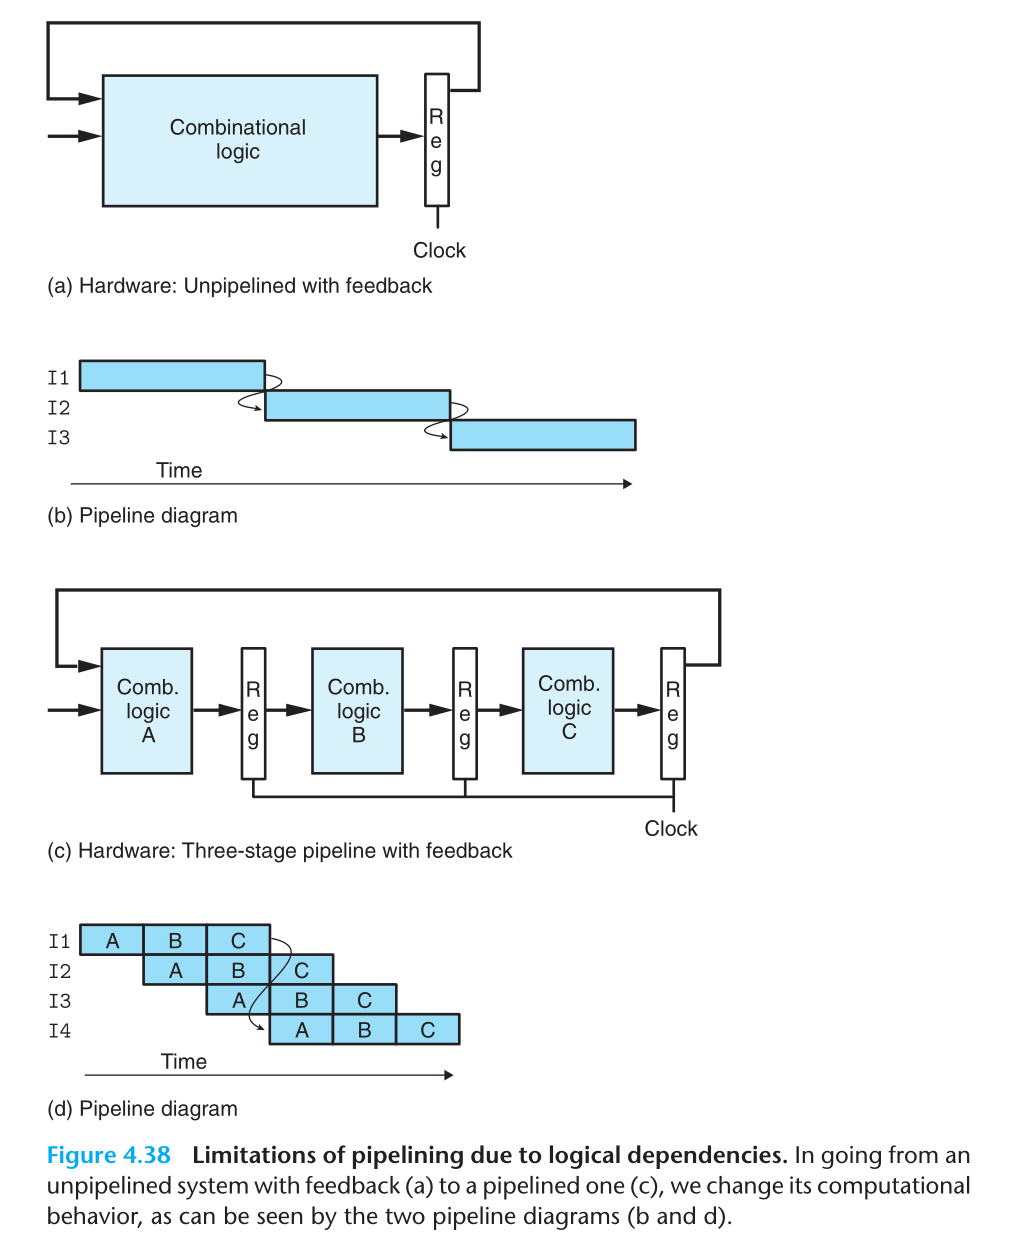 Combinational
logic
R
e
g
Clock
(a) Hardware: Unpipelined with feedback
I1
I2
I3
Time
(b) Pipeline diagram
Comb.
logic
A
R
e
g
Comb.
logic
B
R
e
g
Comb.
logic
C
R
e
g
Clock
(c) Hardware: Three-stage pipeline with feedback
I1 A B C
I2 A B C
I3 A B C
I4 A B C
Time
(d) Pipeline diagram
Figure 4.38 Limitations of pipelining due to logical dependencies. In going from an
unpipelined system with feedback (a) to a pipelined one (c), we change its computational
behavior, as can be seen by the two pipeline diagrams (b and d).